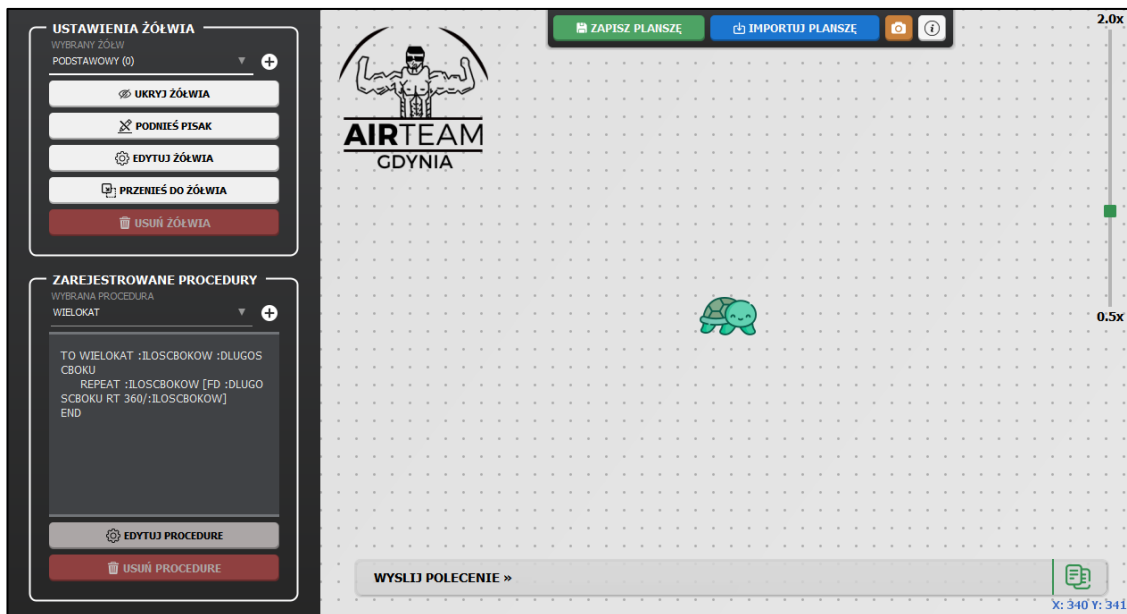 USTAWIENIA ŻÓŁWIA
WYBRANY ŻÓŁW
PODSTAWOWY (0)
UKRYJ ŻÓŁWIA
PODNIEŚ PISAK
EDYTUJ ŻÓŁWIA
PRZENIEŚ DO ŻÓŁWIA
USUŃ ŻÓŁWIA
ZAREJESTROWANE PROCEDURY
WYBRANA PROCEDURA
WIELOKAT
TO WIELOKAT :ILOSCBOKOW :DLUGOS
CBOKU
REPEAT :ILOSCBOKOW [FD :DLUGO
SCBOKU RT 360/:ILOSCBOKOW]
END
EDYTUJ PROCEDURE
USUŃ PROCEDURE
AIRTEAM
GDYNIA
ZAPISZ PLANSZĘ
IMPORTUJ PLANSZĘ
2.0x
0.5x
WYSLIJ POLECENIE »
X: 340 Y: 341